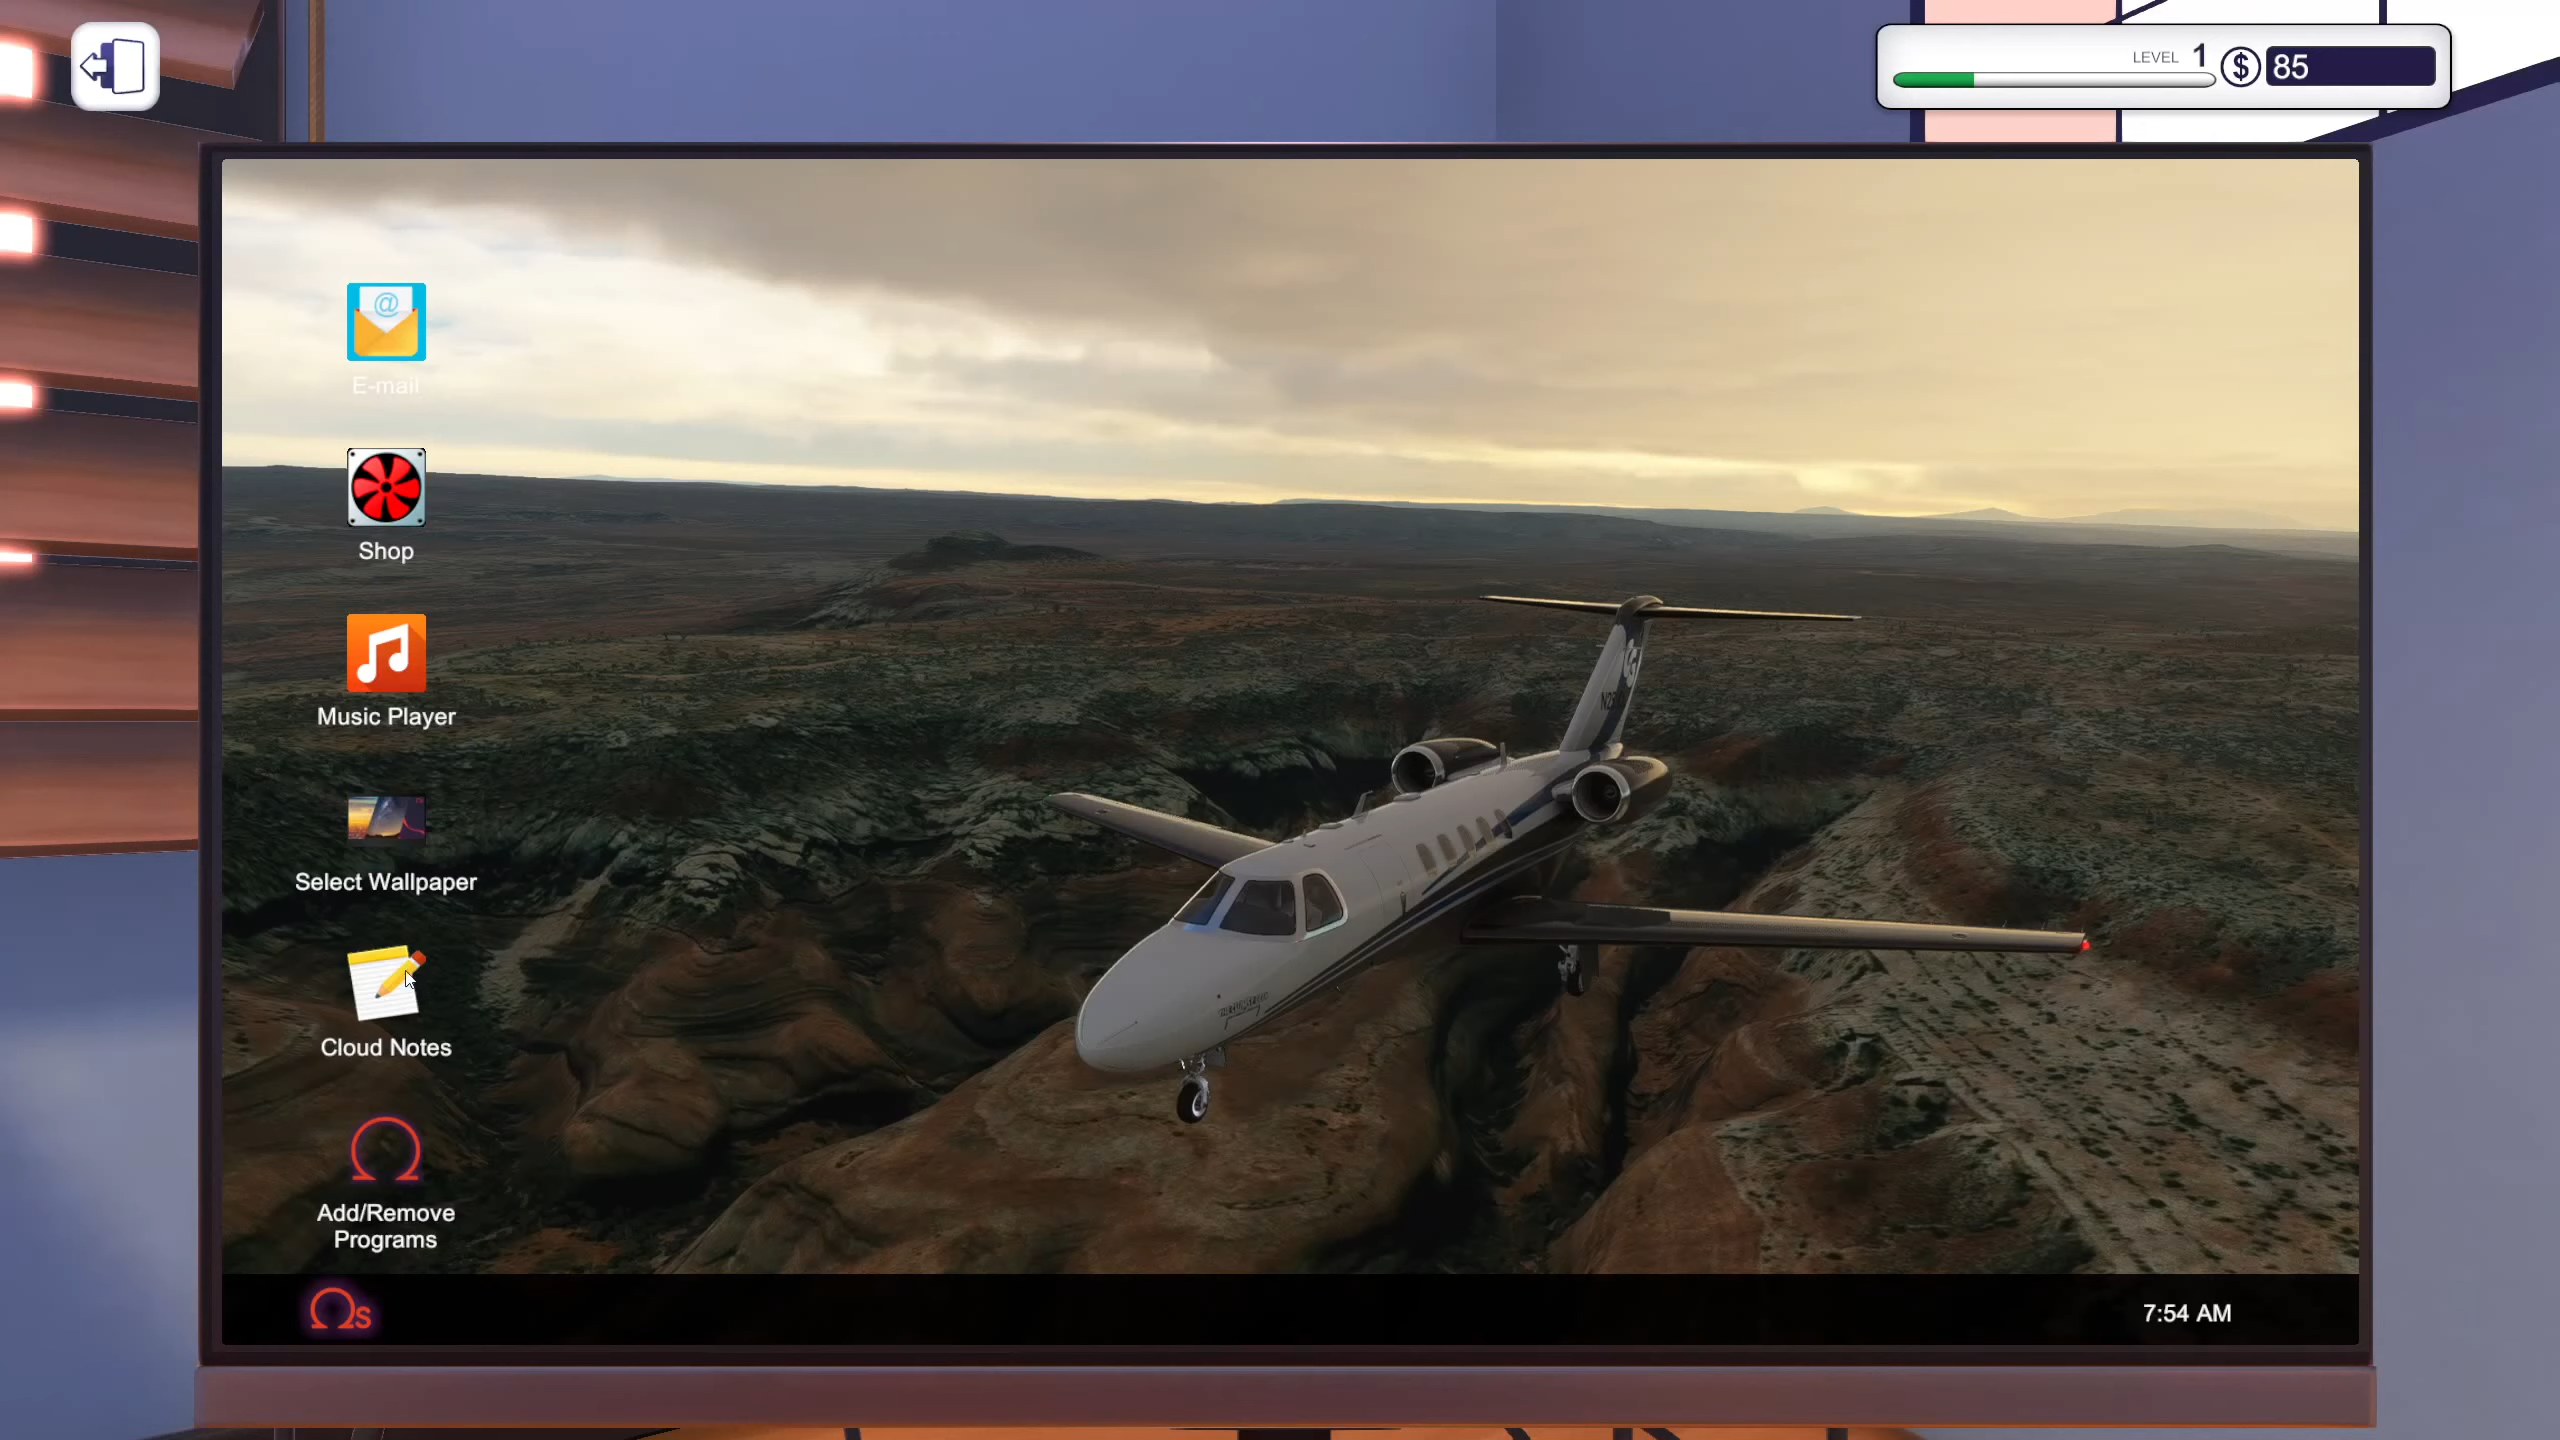 LEVEL 1
85
E-mail
Shop
Music Player
Select Wallpaper
Cloud Notes
Add/Remove
Programs
Ωs
7:54 AM